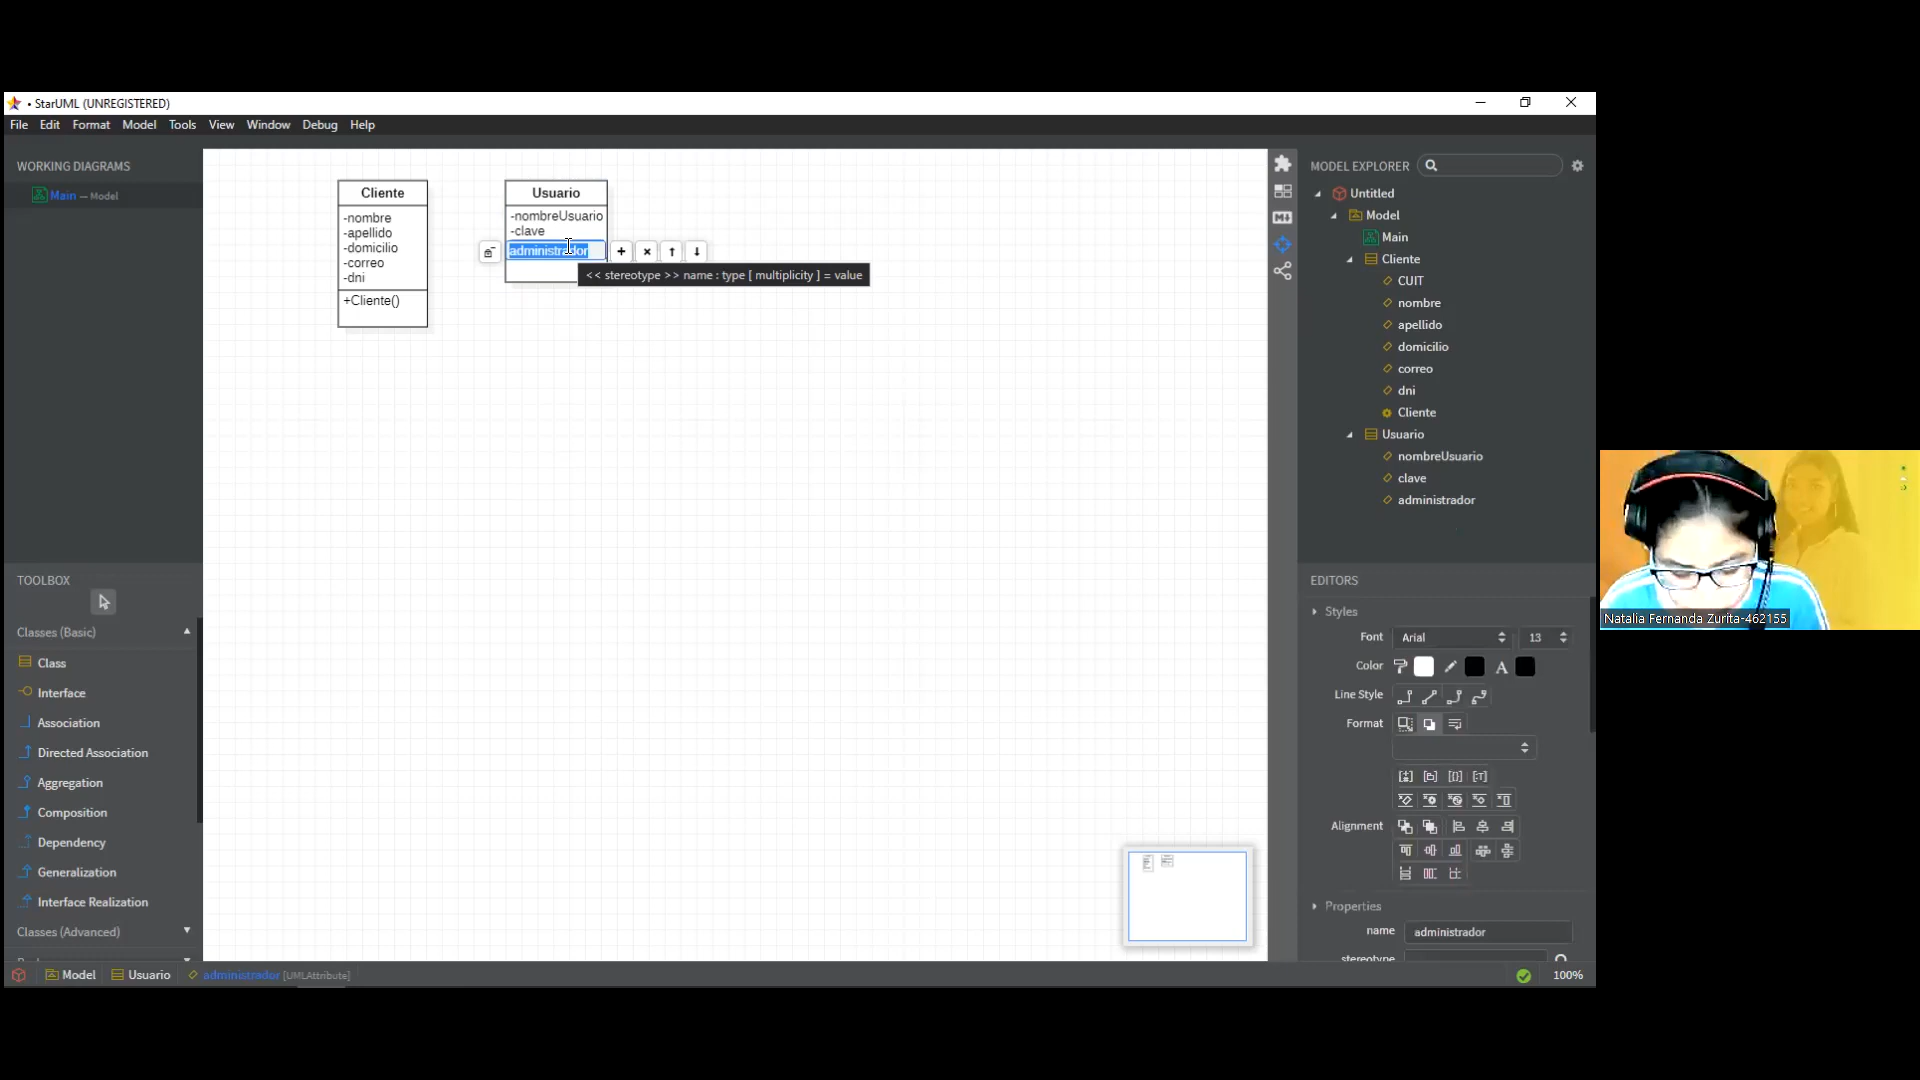 • StarUML (UNREGISTERED)
File Edit Format Model Tools View Window Debug Help
WORKING DIAGRAMS
Main — Model
TOOLBOX
Classes (Basic)
Class
Interface
Association
Directed Association
Aggregation
Composition
Dependency
Generalization
Interface Realization
Classes (Advanced)
Cliente
-nombre
-apellido
-domicilio
-correo
-dni
+Cliente()
Usuario
-nombreUsuario
-clave
administrador
<< stereotype >> name : type [ multiplicity ] = value
MODEL EXPLORER
Untitled
Model
Main
Cliente
CUIT
nombre
apellido
domicilio
correo
dni
Cliente
Usuario
nombreUsuario
clave
administrador
EDITORS
Styles
Font Arial 13
Color
Line Style
Format
Alignment
Properties
name administrador
stereotype
Model Usuario administrador [UMLAttribute]
100%
Natalia Fernanda Zurita-462155